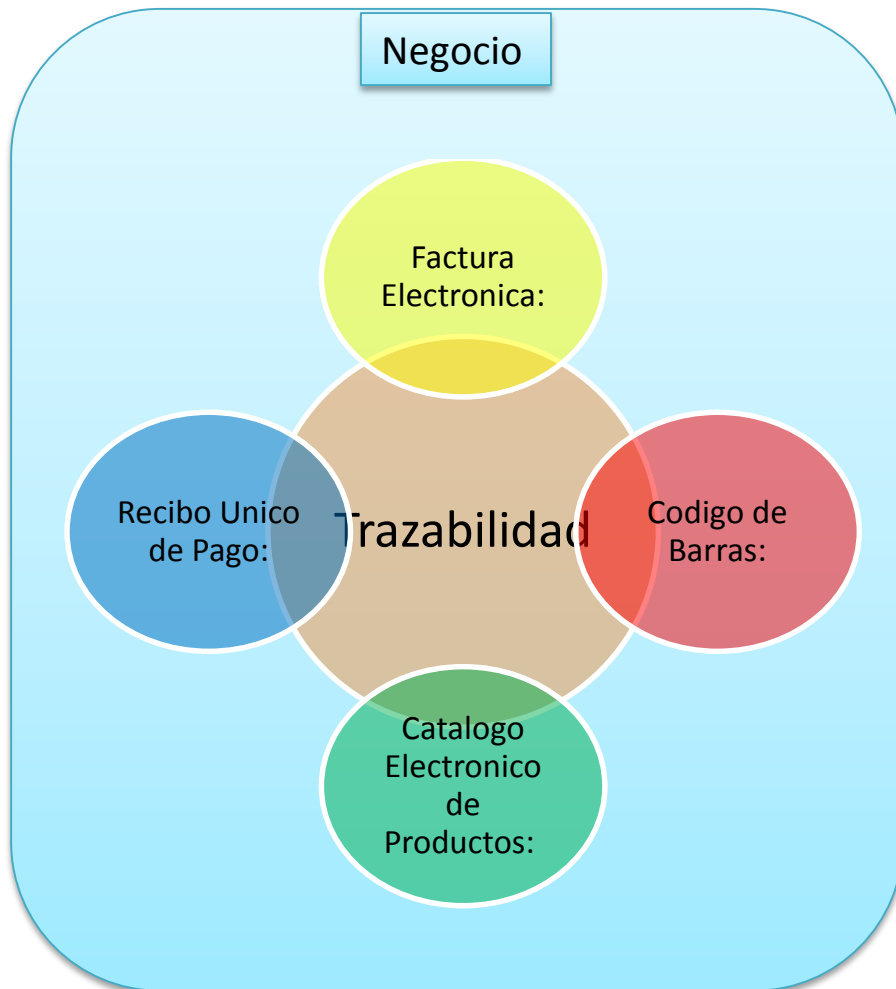 Negocio
Factura
Electronica:
Recibo Unico
de Pago:
Trazabilidad
Codigo de
Barras:
Catalogo
Electronico
de
Productos: